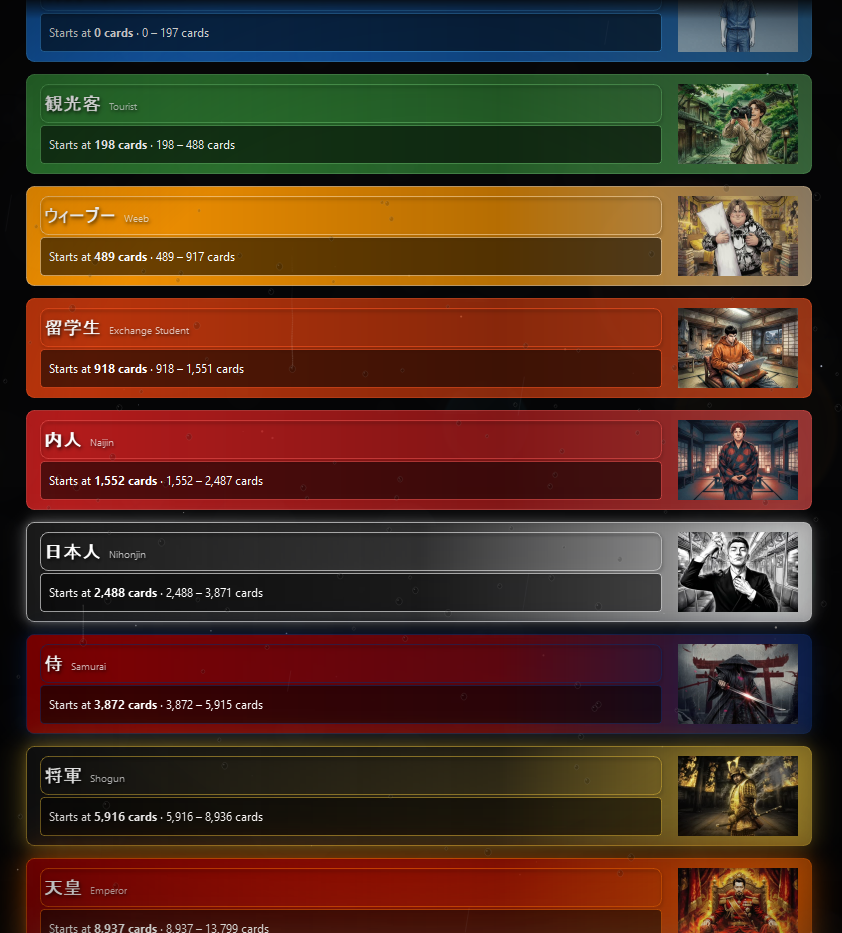 Starts at 0 cards · 0 – 197 cards
観光客 Tourist
Starts at 198 cards · 198 – 488 cards
ウィーブー Weeb
Starts at 489 cards · 489 – 917 cards
留学生 Exchange Student
Starts at 918 cards · 918 – 1,551 cards
内人 Naijin
Starts at 1,552 cards · 1,552 – 2,487 cards
日本人 Nihonjin
Starts at 2,488 cards · 2,488 – 3,871 cards
侍 Samurai
Starts at 3,872 cards · 3,872 – 5,915 cards
将軍 Shogun
Starts at 5,916 cards · 5,916 – 8,936 cards
天皇 Emperor
Starts at 8,937 cards · 8,937 – 13,799 cards